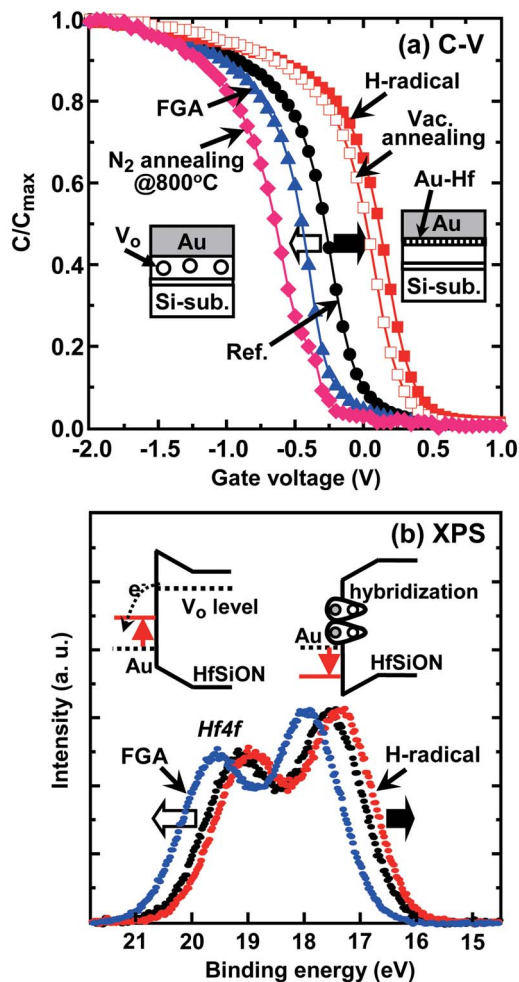 (a) C-V
H-radical
FGA
Vac.
annealing
N2 annealing
@800°C
Au-Hf
Vo
Au
Si-sub.
Au
Si-sub.
Ref.
C/Cmax
1.0
0.8
0.6
0.4
0.2
0.0
-2.0 -1.5 -1.0 -0.5 0.0 0.5 1.0
Gate voltage (V)
(b) XPS
hybridization
e-
Vo level
Au
HfSiON
Au
HfSiON
Hf4f
FGA
H-radical
Intensity (a. u.)
21 20 19 18 17 16 15
Binding energy (eV)